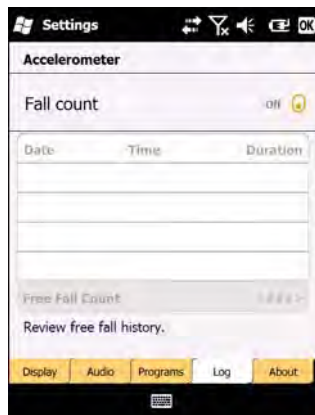 Settings
OK
Accelerometer
Fall count Off
Date Time Duration
Free Fall Count
Review free fall history.
Display Audio Programs Log About